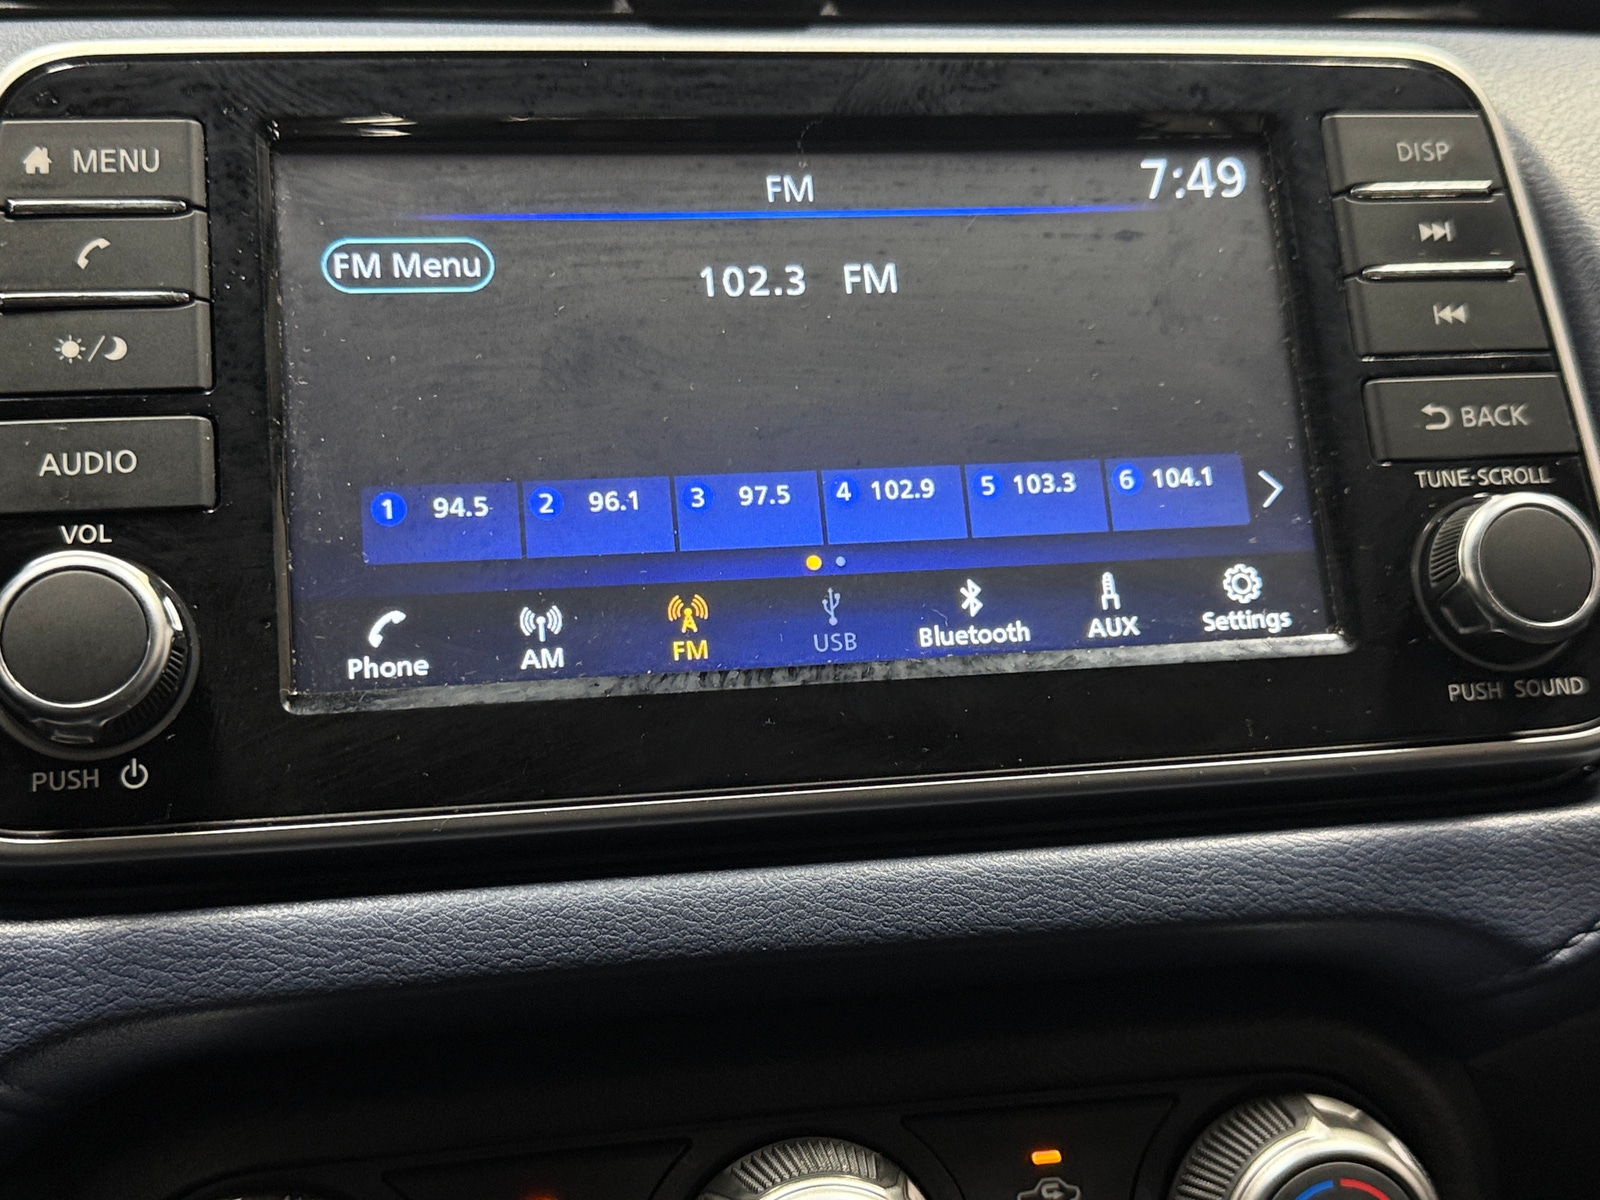 MENU
AUDIO
VOL
PUSH
FM
7:49
FM Menu
102.3 FM
1 94.5 2 96.1 3 97.5 4 102.9 5 103.3 6 104.1
Phone AM FM USB Bluetooth AUX Settings
DISP
BACK
TUNE·SCROLL
PUSH SOUND